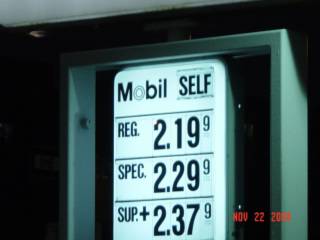 Mobil SELF
REG. 2.19 9
SPEC. 2.29 9
SUP.+ 2.37 9
NOV 22